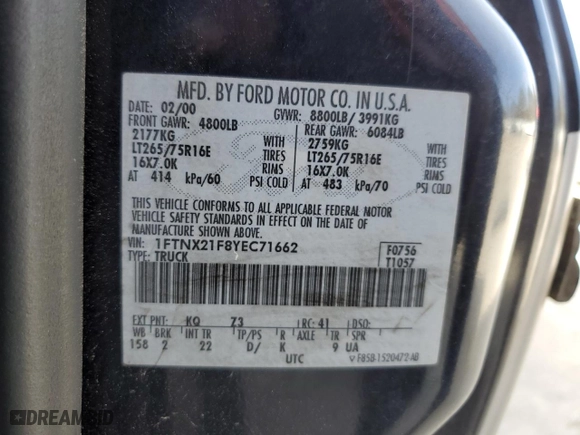 MFD. BY FORD MOTOR CO. IN U.S.A.
DATE: 02/00 GVWR: 8800LB/ 3991KG
FRONT GAWR: 4800LB REAR GAWR: 6084LB
2177KG WITH 2759KG WITH
LT265/75R16E TIRES LT265/75R16E TIRES
16X7.0K RIMS 16X7.0K RIMS
AT 414 kPa/60 PSI COLD AT 483 kPa/70 PSI COLD
THIS VEHICLE CONFORMS TO ALL APPLICABLE FEDERAL MOTOR
VEHICLE SAFETY STANDARDS IN EFFECT ON THE DATE OF
MANUFACTURE SHOWN ABOVE.
VIN: 1FTNX21F8YEC71662 F0756
TYPE: TRUCK T1057
EXT PNT: KQ Z3 RC: 41 DSO:
WB BRK INT TR TP/PS R AXLE TR SPR
158 2 22 D/ K 9 UA
UTC
DREAMBID